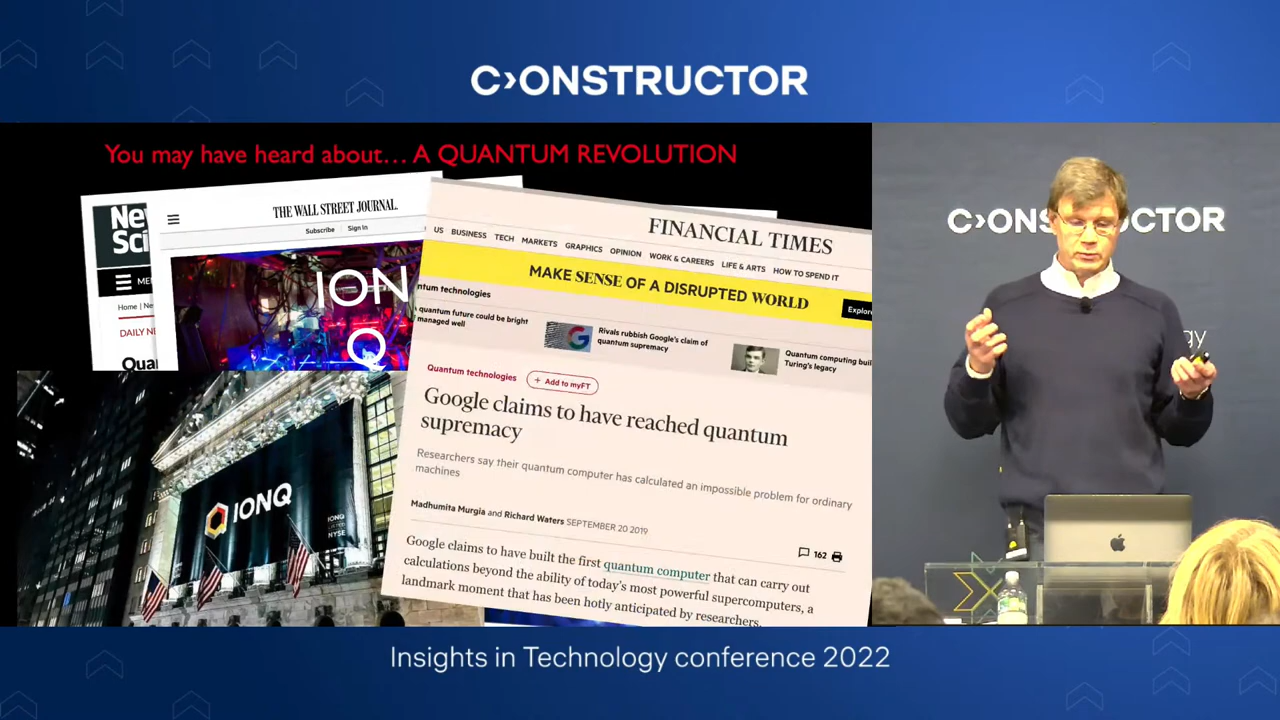 C›ONSTRUCTOR
You may have heard about… A QUANTUM REVOLUTION
Home
DAILY
THE WALL STREET JOURNAL.
Subscribe | Sign In
ION
Q
FINANCIAL TIMES
US BUSINESS TECH MARKETS GRAPHICS OPINION WORK & CAREERS LIFE & ARTS HOW TO SPEND IT
MAKE SENSE OF A DISRUPTED WORLD
technologies
quantum future could be bright
managed well
Rivals rubbish Google's claim of
quantum supremacy
Quantum computing
Turing's legacy
Quantum technologies
+ Add to myFT
Google claims to have reached quantum
supremacy
Researchers say their quantum computer has calculated an impossible problem for ordinary
machines
Madhumita Murgia and Richard Waters SEPTEMBER 20 2019
162
Google claims to have built the first quantum computer that can carry out
calculations beyond the ability of today's most powerful supercomputers, a
landmark moment that has been hotly anticipated by researchers.
IONQ
IONQ
LISTED
NYSE
C›ONSTRUCTOR
Insights in Technology conference 2022